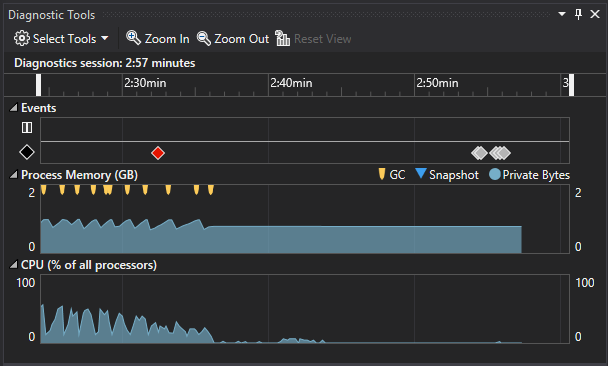 Diagnostic Tools
Select Tools Zoom In Zoom Out Reset View
Diagnostics session: 2:57 minutes
2:30min 2:40min 2:50min 3
Events
Process Memory (GB) GC Snapshot Private Bytes
2 2
0 0
CPU (% of all processors)
100 100
0 0